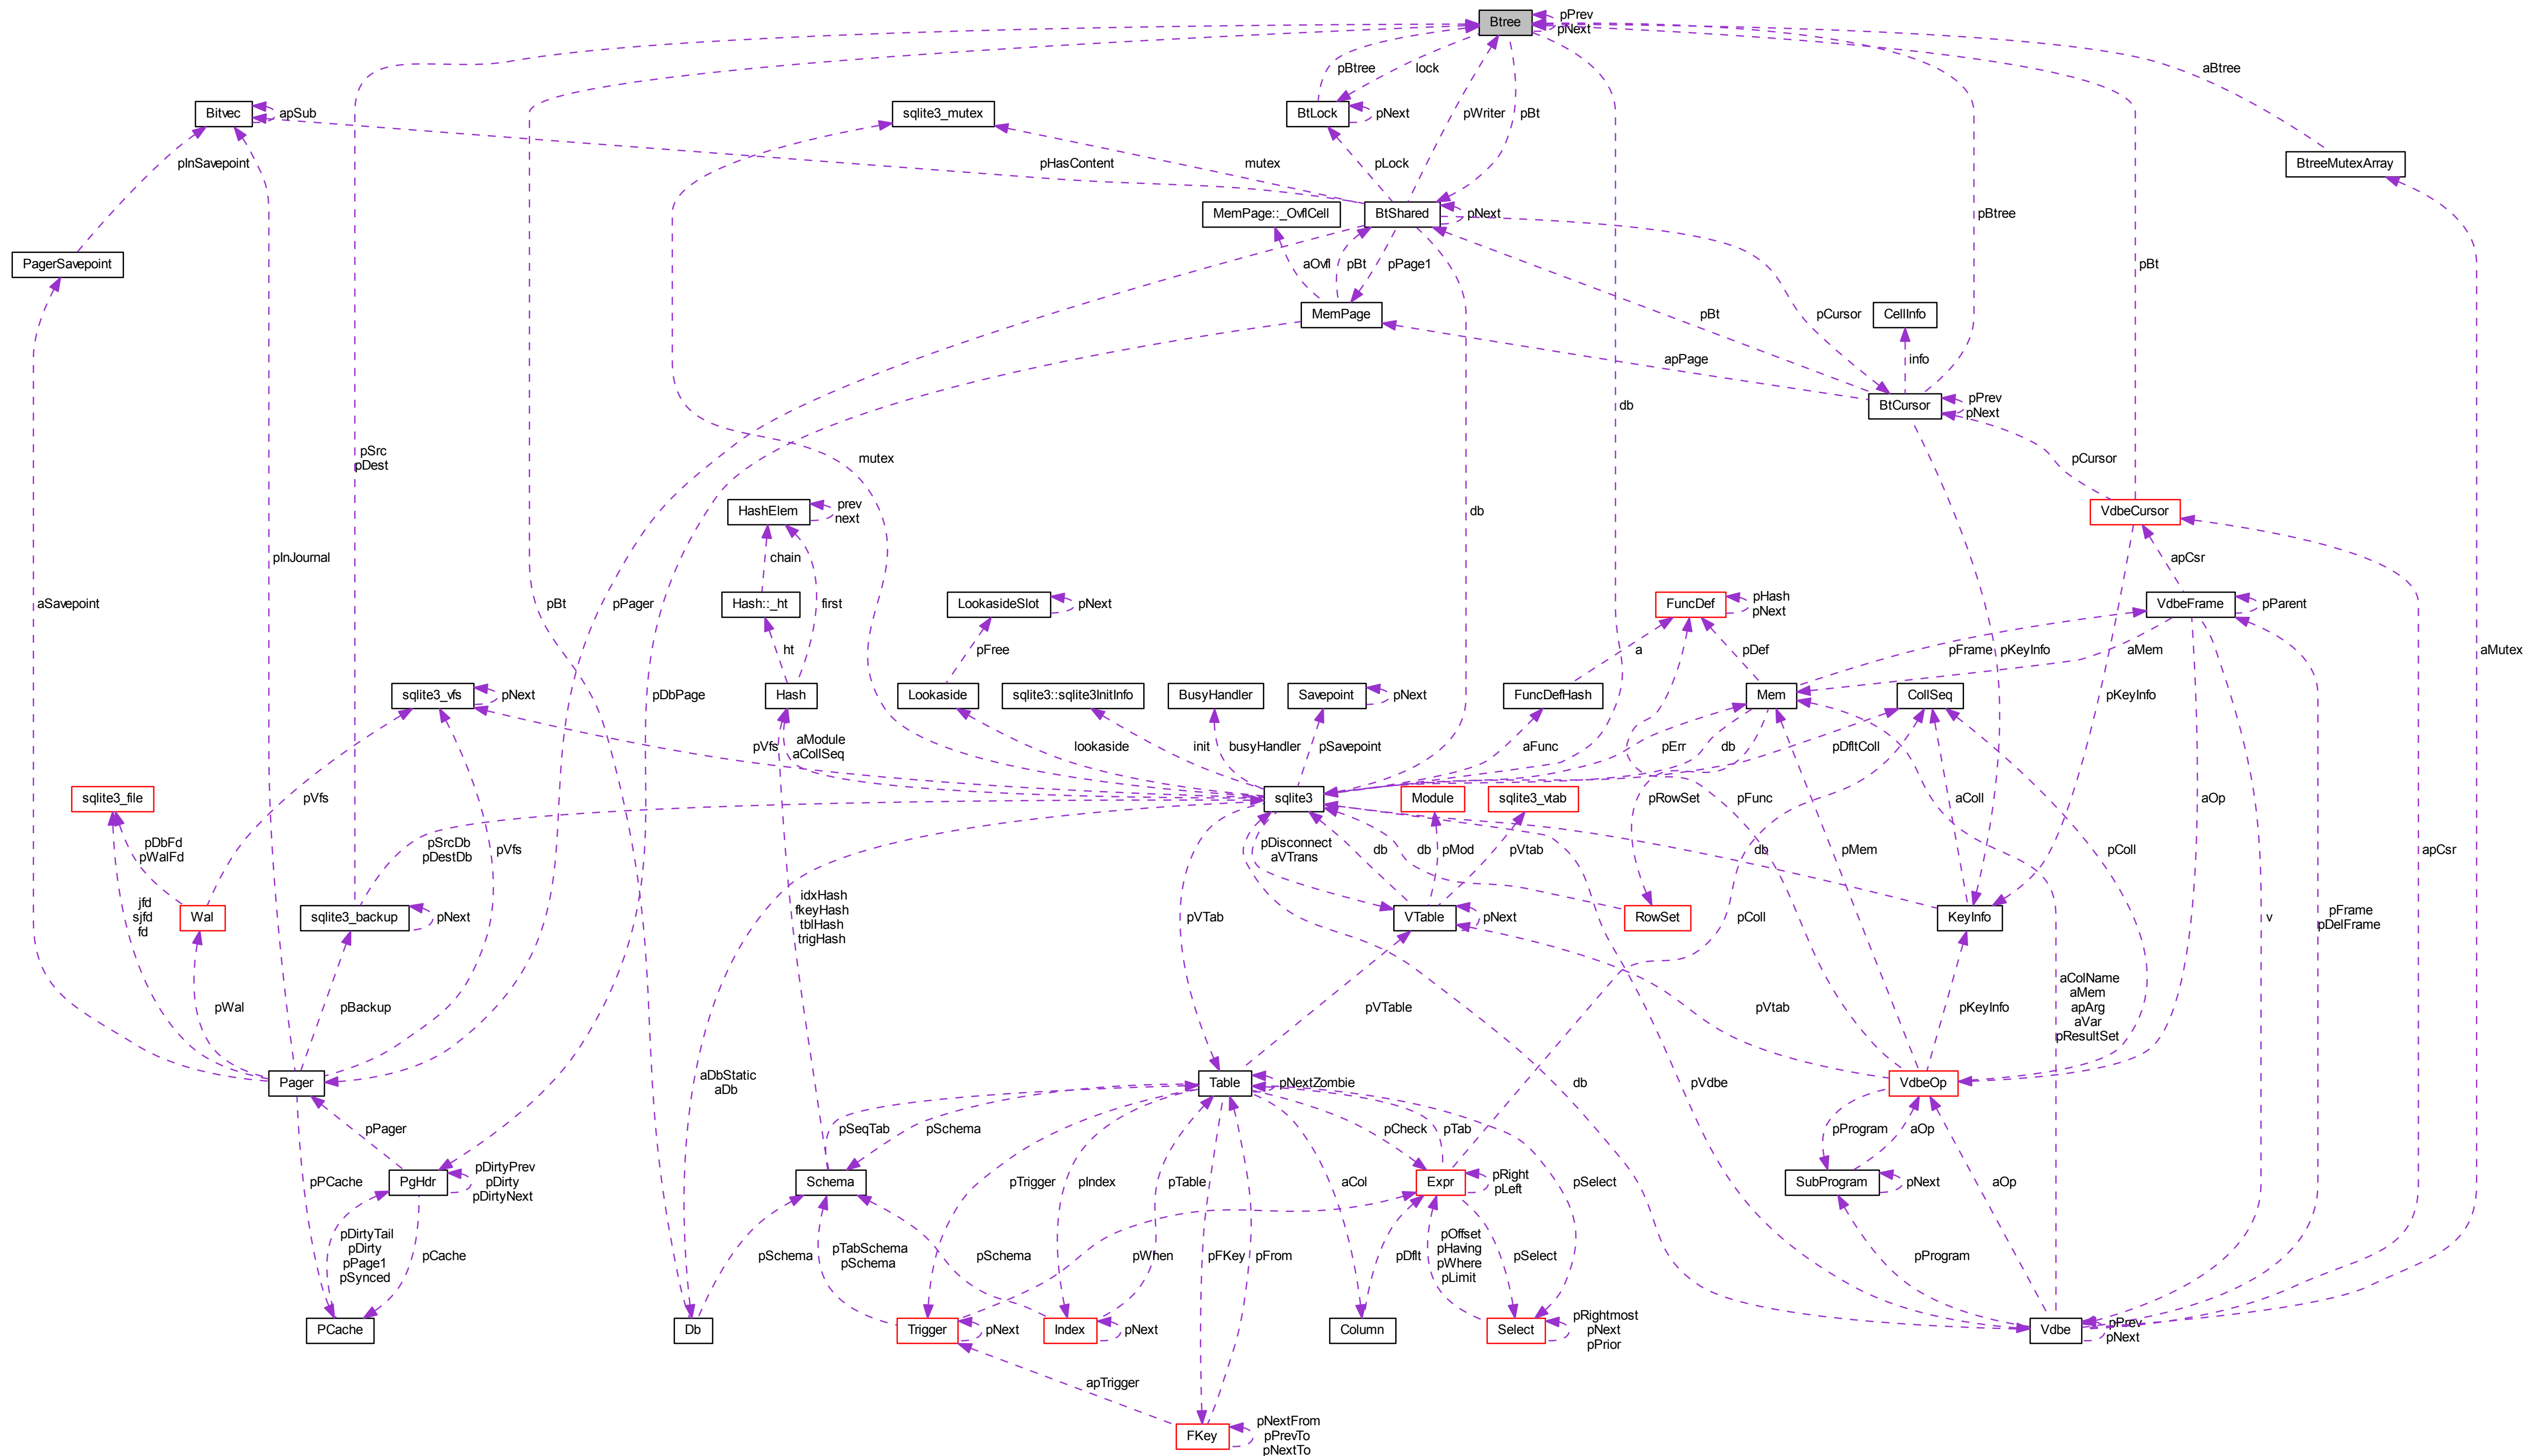 Btree
pPrev
pNext
pBtree
lock
aBtree
Bitvec
apSub
sqlite3_mutex
BtLock
pNext
pWriter
pBt
pInSavepoint
pHasContent
mutex
pLock
BtreeMutexArray
MemPage::_OvflCell
BtShared
pNext
pBtree
PagerSavepoint
aOvfl
pBt
pPage1
pBt
MemPage
pBt
pCursor
CellInfo
apPage
info
db
BtCursor
pPrev
pNext
pSrc
pDest
mutex
pCursor
HashElem
prev
next
db
VdbeCursor
pInJournal
chain
apCsr
aSavepoint
pBt
pPager
Hash::_ht
first
LookasideSlot
pNext
FuncDef
pHash
pNext
VdbeFrame
pParent
pDbPage
ht
pFree
a
pDef
pFrame
pKeyInfo
aMem
aMutex
sqlite3_vfs
pNext
Hash
Lookaside
sqlite3::sqlite3InitInfo
BusyHandler
Savepoint
pNext
FuncDefHash
Mem
CollSeq
pKeyInfo
pVfs
pVfs
aModule
aCollSeq
lookaside
init
busyHandler
pSavepoint
aFunc
pErr
db
pDfltColl
sqlite3_file
sqlite3
Module
sqlite3_vtab
pRowSet
pFunc
aColl
aOp
pDbFd
pWalFd
pSrcDb
pDestDb
pVfs
pDisconnect
aVTrans
db
pMod
db
pVtab
pMem
db
pColl
apCsr
jfd
sjfd
fd
Wal
sqlite3_backup
pNext
idxHash
fkeyHash
tblHash
trigHash
pVTab
VTable
pNext
RowSet
pColl
KeyInfo
v
pFrame
pDelFrame
pWal
pBackup
pVTable
pVtab
pKeyInfo
aColName
aMem
apArg
aVar
pResultSet
Pager
aDbStatic
aDb
Table
pNextZombie
db
pVdbe
VdbeOp
pPager
pSeqTab
pSchema
pCheck
pTab
pProgram
aOp
pPCache
PgHdr
pDirtyPrev
pDirty
pDirtyNext
Schema
pTrigger
pIndex
pTable
aCol
Expr
pRight
pLeft
pSelect
SubProgram
pNext
aOp
pDirtyTail
pDirty
pPage1
pSynced
pCache
pSchema
pTabSchema
pSchema
pSchema
pWhen
pFKey
pFrom
pDflt
pOffset
pHaving
pWhere
pLimit
pSelect
pProgram
PCache
Db
Trigger
pNext
Index
pNext
Column
Select
pRightmost
pNext
pPrior
Vdbe
pPrev
pNext
apTrigger
FKey
pNextFrom
pPrevTo
pNextTo